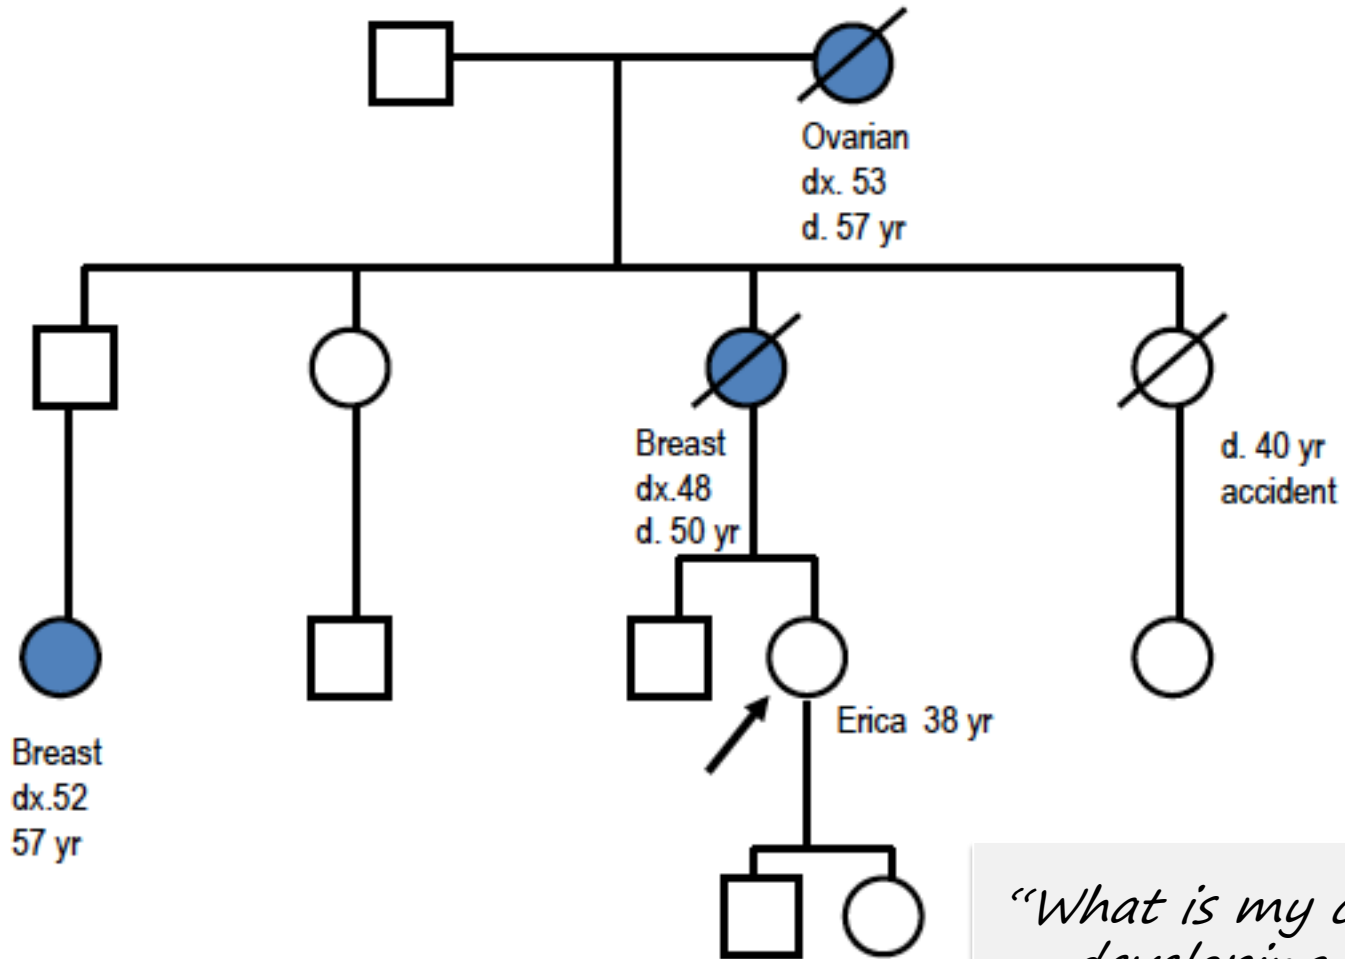 Ovarian
dx. 53
d. 57 yr
Breast
dx.48
d. 50 yr
d. 40 yr
accident
Erica 38 yr
Breast
dx.52
57 yr
“What is my